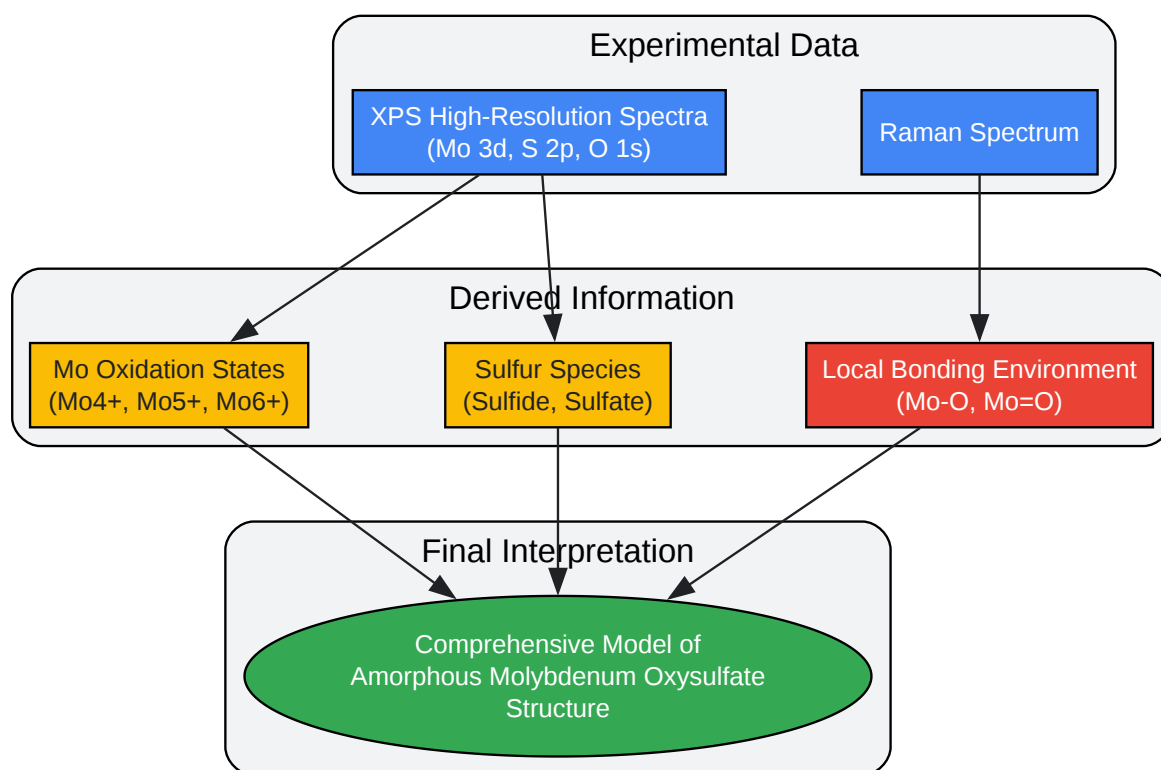 Experimental Data
XPS High-Resolution Spectra
(Mo 3d, S 2p, O 1s)
Raman Spectrum
Derived Information
Mo Oxidation States
(Mo4+, Mo5+, Mo6+)
Sulfur Species
(Sulfide, Sulfate)
Local Bonding Environment
(Mo-O, Mo=O)
Final Interpretation
Comprehensive Model of
Amorphous Molybdenum Oxysulfate
Structure